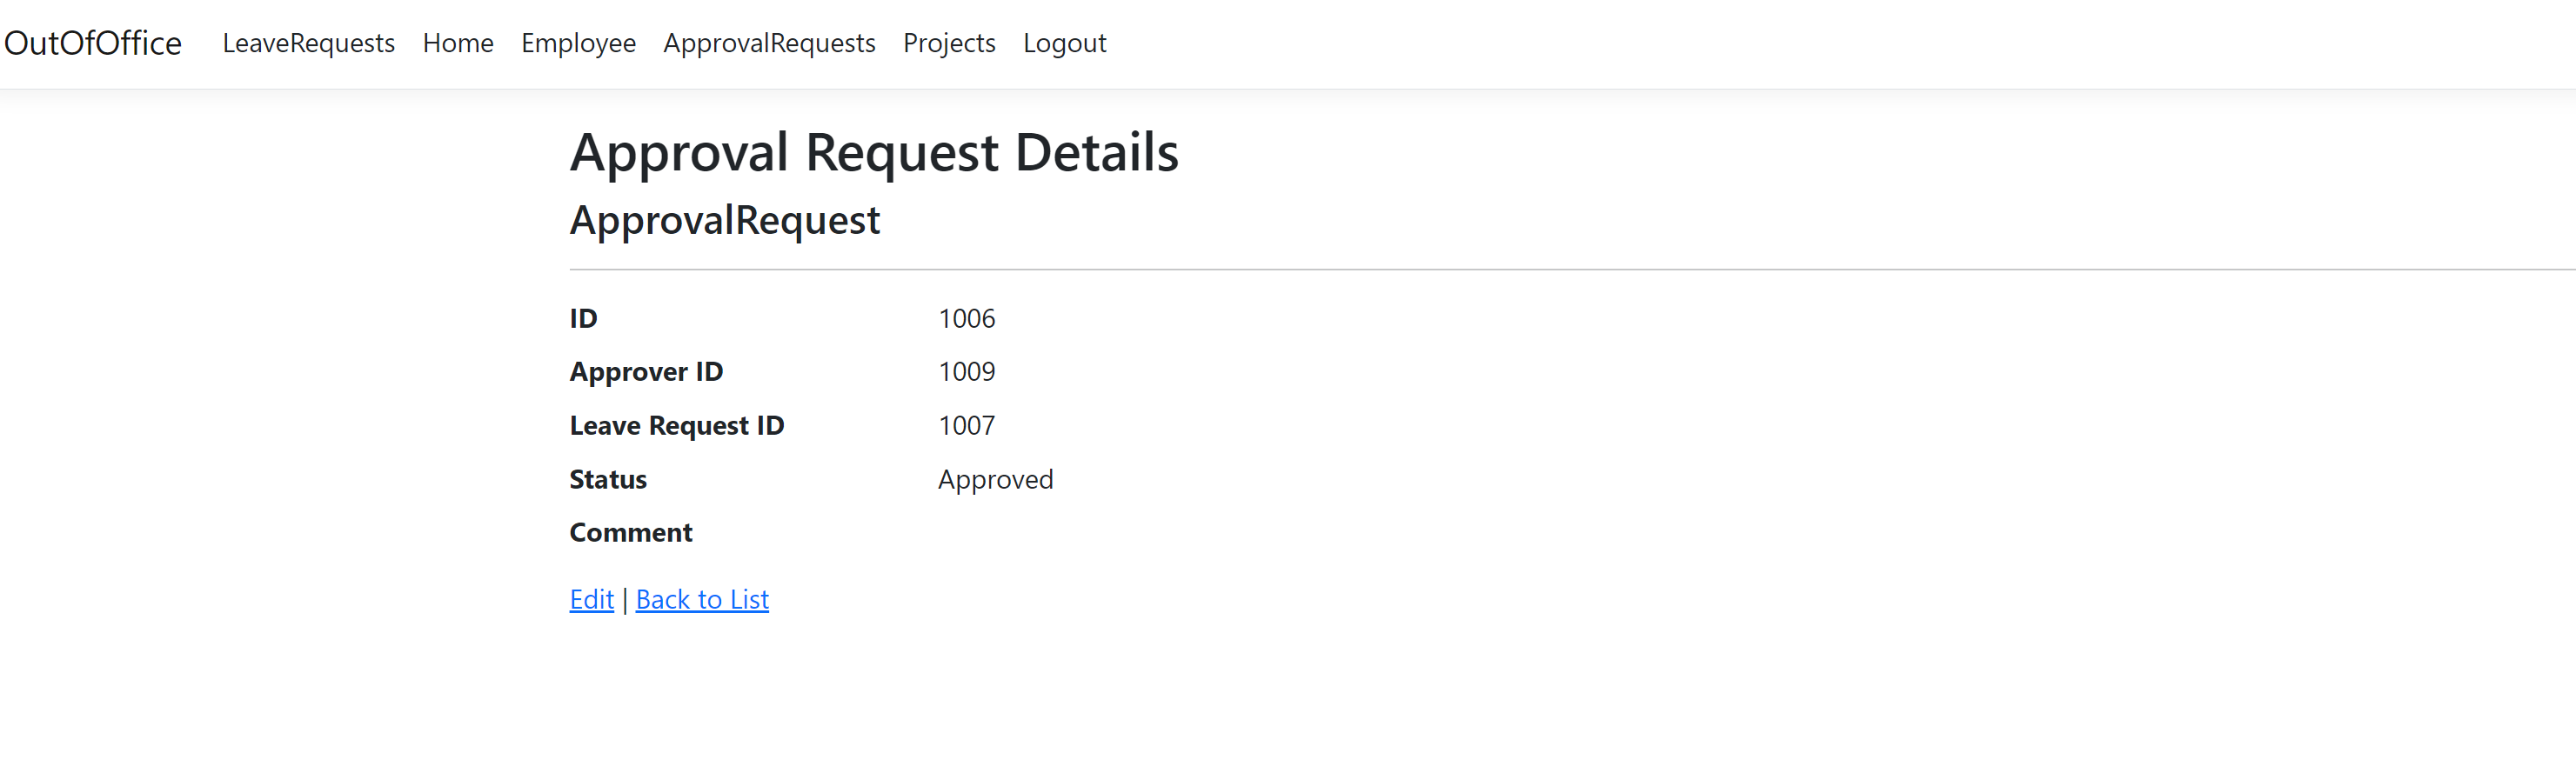 OutOfOffice LeaveRequests Home Employee ApprovalRequests Projects Logout
Approval Request Details
ApprovalRequest
ID 1006
Approver ID 1009
Leave Request ID 1007
Status Approved
Comment
Edit | Back to List